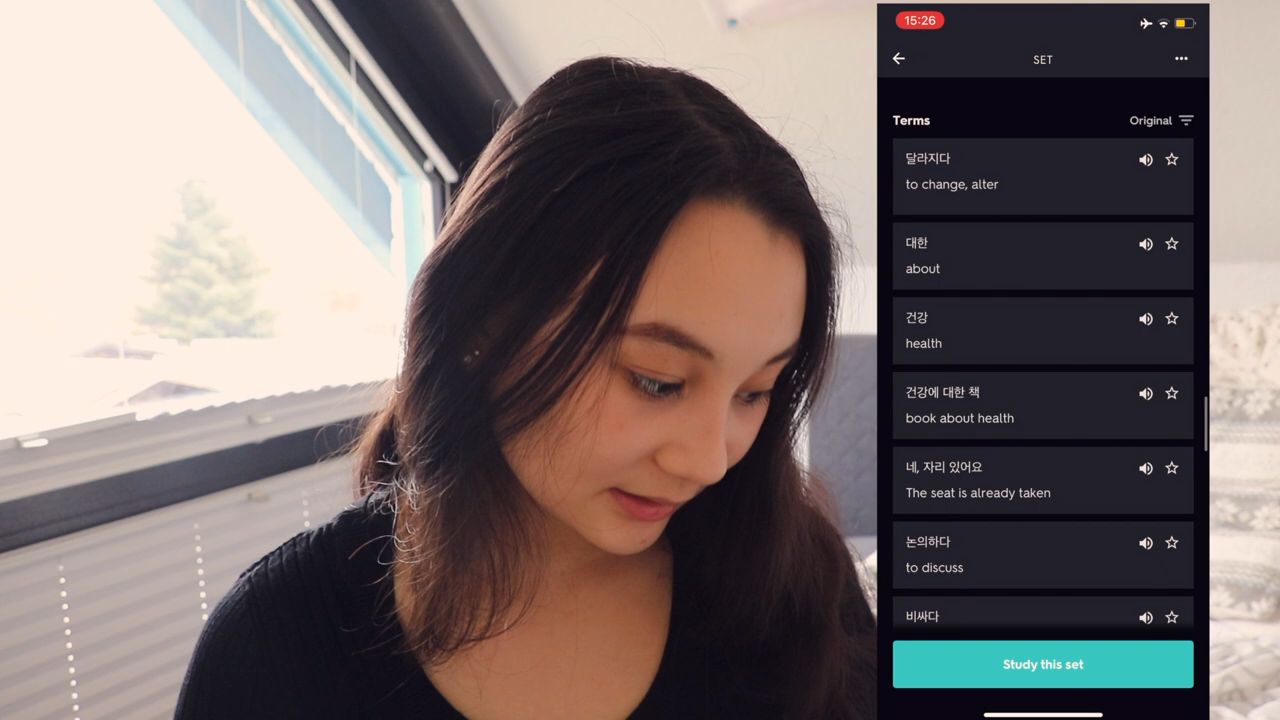 15:26
SET
Terms
Original
달라지다
to change, alter
대한
about
건강
health
건강에 대한 책
book about health
네, 자리 있어요
The seat is already taken
논의하다
to discuss
비싸다
Study this set